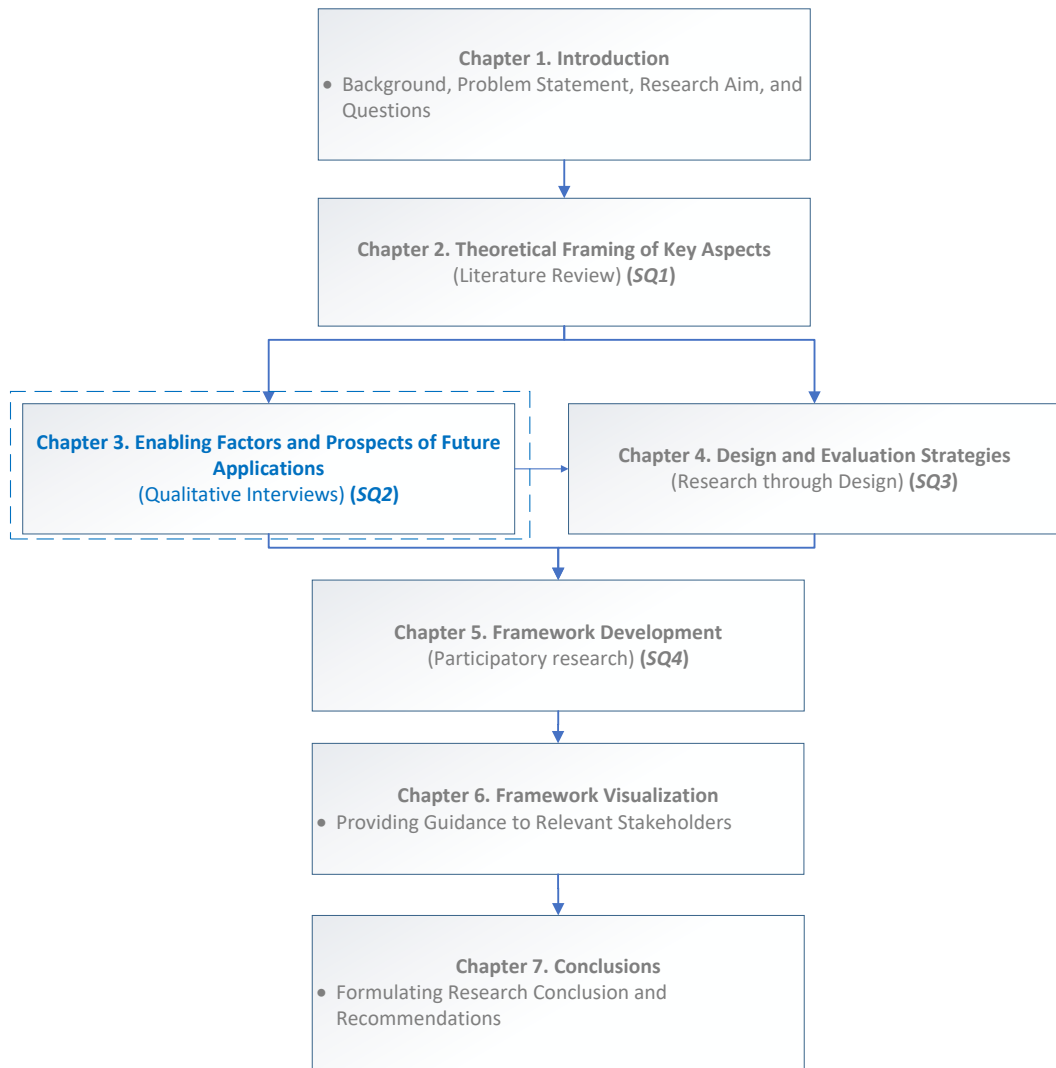 Chapter 1. Introduction
• Background, Problem Statement, Research Aim, and
Questions
Chapter 2. Theoretical Framing of Key Aspects
(Literature Review) (SQ1)
Chapter 3. Enabling Factors and Prospects of Future
Applications
(Qualitative Interviews) (SQ2)
Chapter 4. Design and Evaluation Strategies
(Research through Design) (SQ3)
Chapter 5. Framework Development
(Participatory research) (SQ4)
Chapter 6. Framework Visualization
• Providing Guidance to Relevant Stakeholders
Chapter 7. Conclusions
• Formulating Research Conclusion and
Recommendations